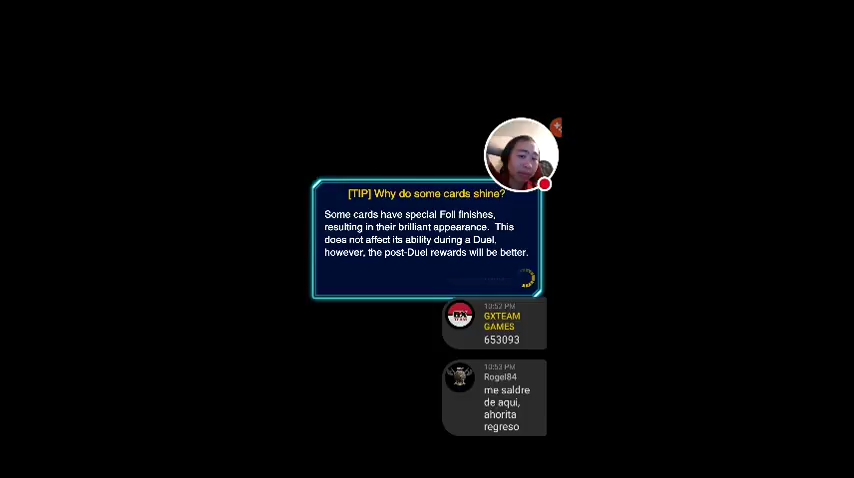 [TIP] Why do some cards shine?
Some cards have special Foil finishes,
resulting in their brilliant appearance. This
does not affect its ability during a Duel,
however, the post-Duel rewards will be better.
10:52 PM
GXTEAM
GAMES
653093
10:53 PM
Rogel84
me saldre
de aqui,
ahorita
regreso